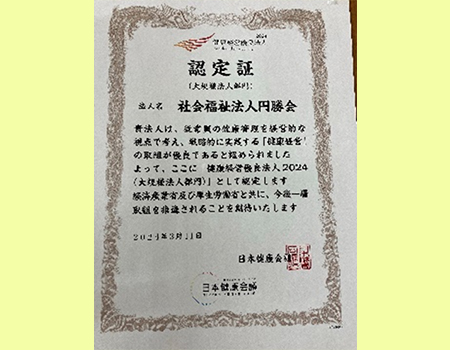 2024
健康経営優良法人
認定証
(大規模法人部門)
法人名 社会福祉法人円勝会
貴法人は、従業員の健康管理を経営的な
視点で考え、戦略的に実践する「健康経営」
の取組が優良であると認められました
よって、ここに 健康経営優良法人2024
(大規模法人部門)として認定します
経済産業省及び厚生労働省と共に、今後一層
取組を推進されることを期待いたします
2024年3月11日
日本健康会議
日本健康会議